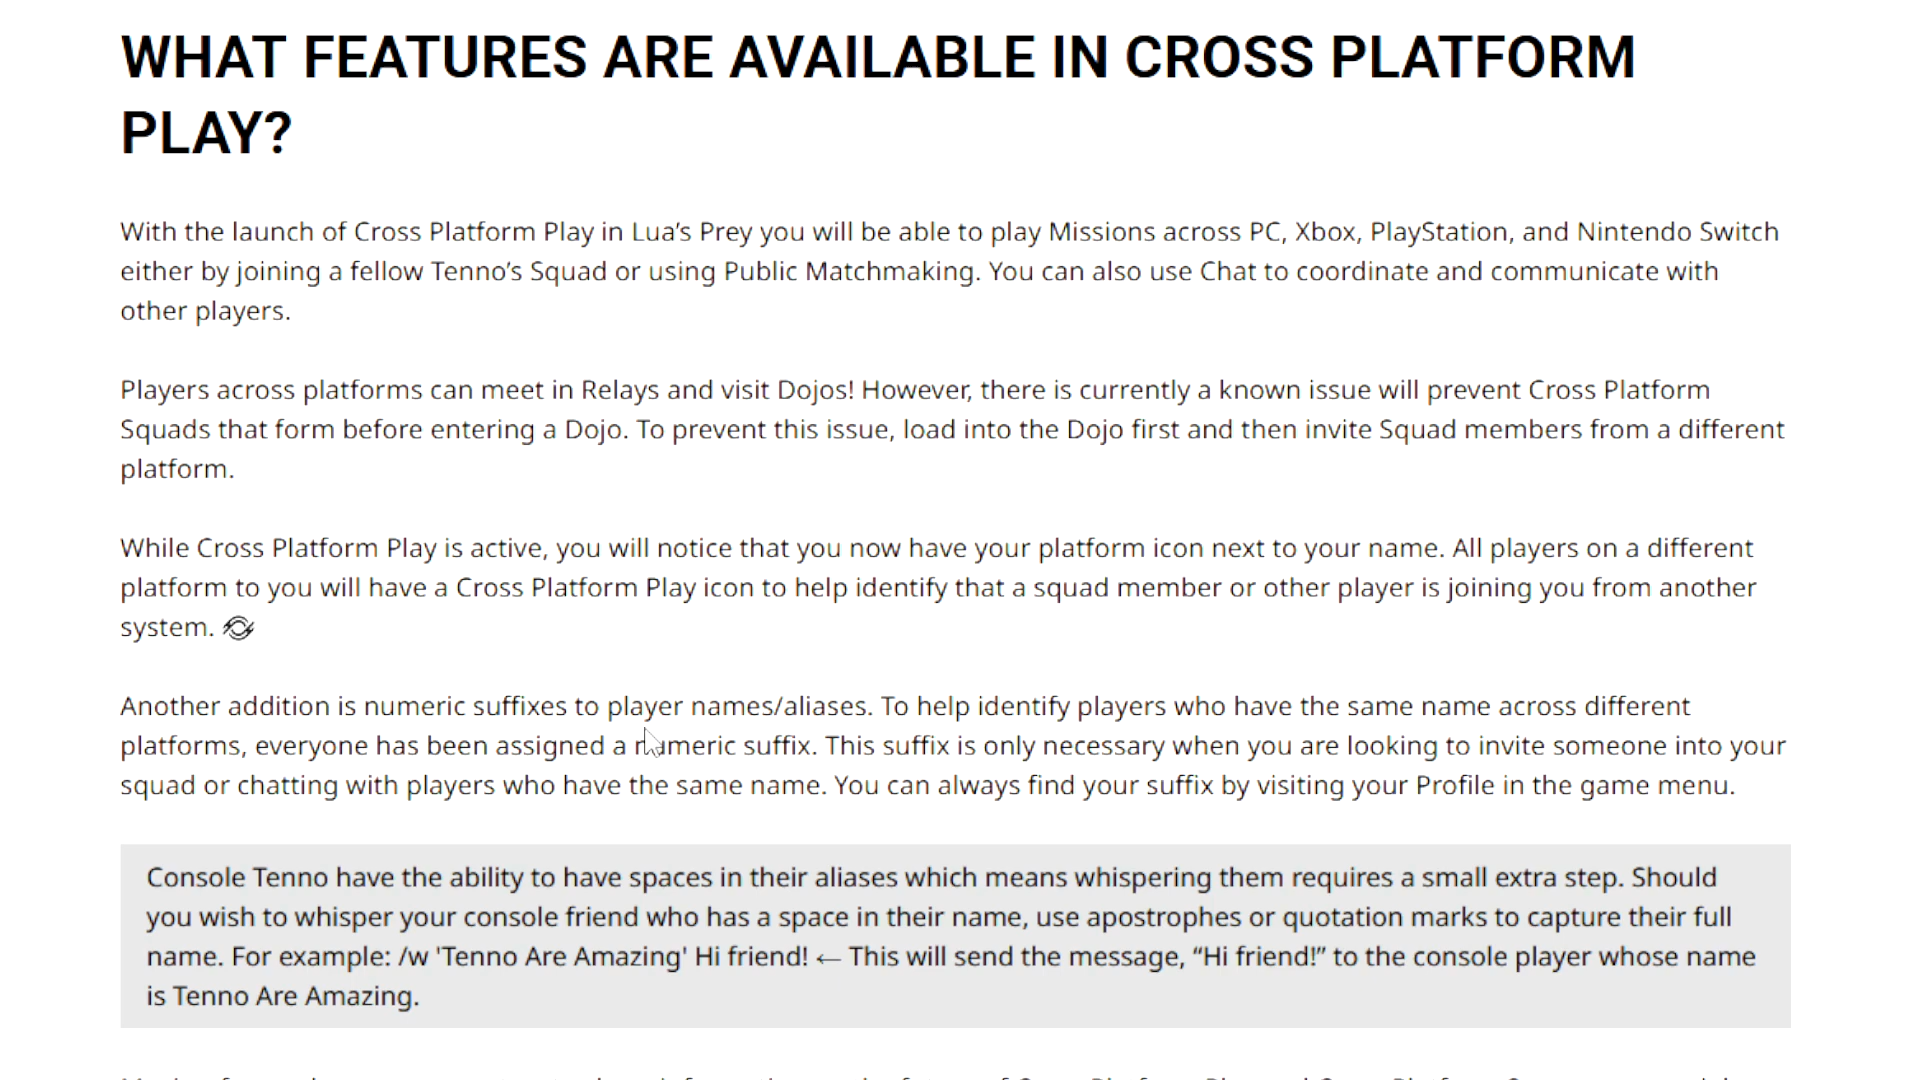 WHAT FEATURES ARE AVAILABLE IN CROSS PLATFORM
PLAY?
With the launch of Cross Platform Play in Lua’s Prey you will be able to play Missions across PC, Xbox, PlayStation, and Nintendo Switch
either by joining a fellow Tenno’s Squad or using Public Matchmaking. You can also use Chat to coordinate and communicate with
other players.
Players across platforms can meet in Relays and visit Dojos! However, there is currently a known issue will prevent Cross Platform
Squads that form before entering a Dojo. To prevent this issue, load into the Dojo first and then invite Squad members from a different
platform.
While Cross Platform Play is active, you will notice that you now have your platform icon next to your name. All players on a different
platform to you will have a Cross Platform Play icon to help identify that a squad member or other player is joining you from another
system.
Another addition is numeric suffixes to player names/aliases. To help identify players who have the same name across different
platforms, everyone has been assigned a numeric suffix. This suffix is only necessary when you are looking to invite someone into your
squad or chatting with players who have the same name. You can always find your suffix by visiting your Profile in the game menu.
Console Tenno have the ability to have spaces in their aliases which means whispering them requires a small extra step. Should
you wish to whisper your console friend who has a space in their name, use apostrophes or quotation marks to capture their full
name. For example: /w 'Tenno Are Amazing' Hi friend! ← This will send the message, “Hi friend!” to the console player whose name
is Tenno Are Amazing.